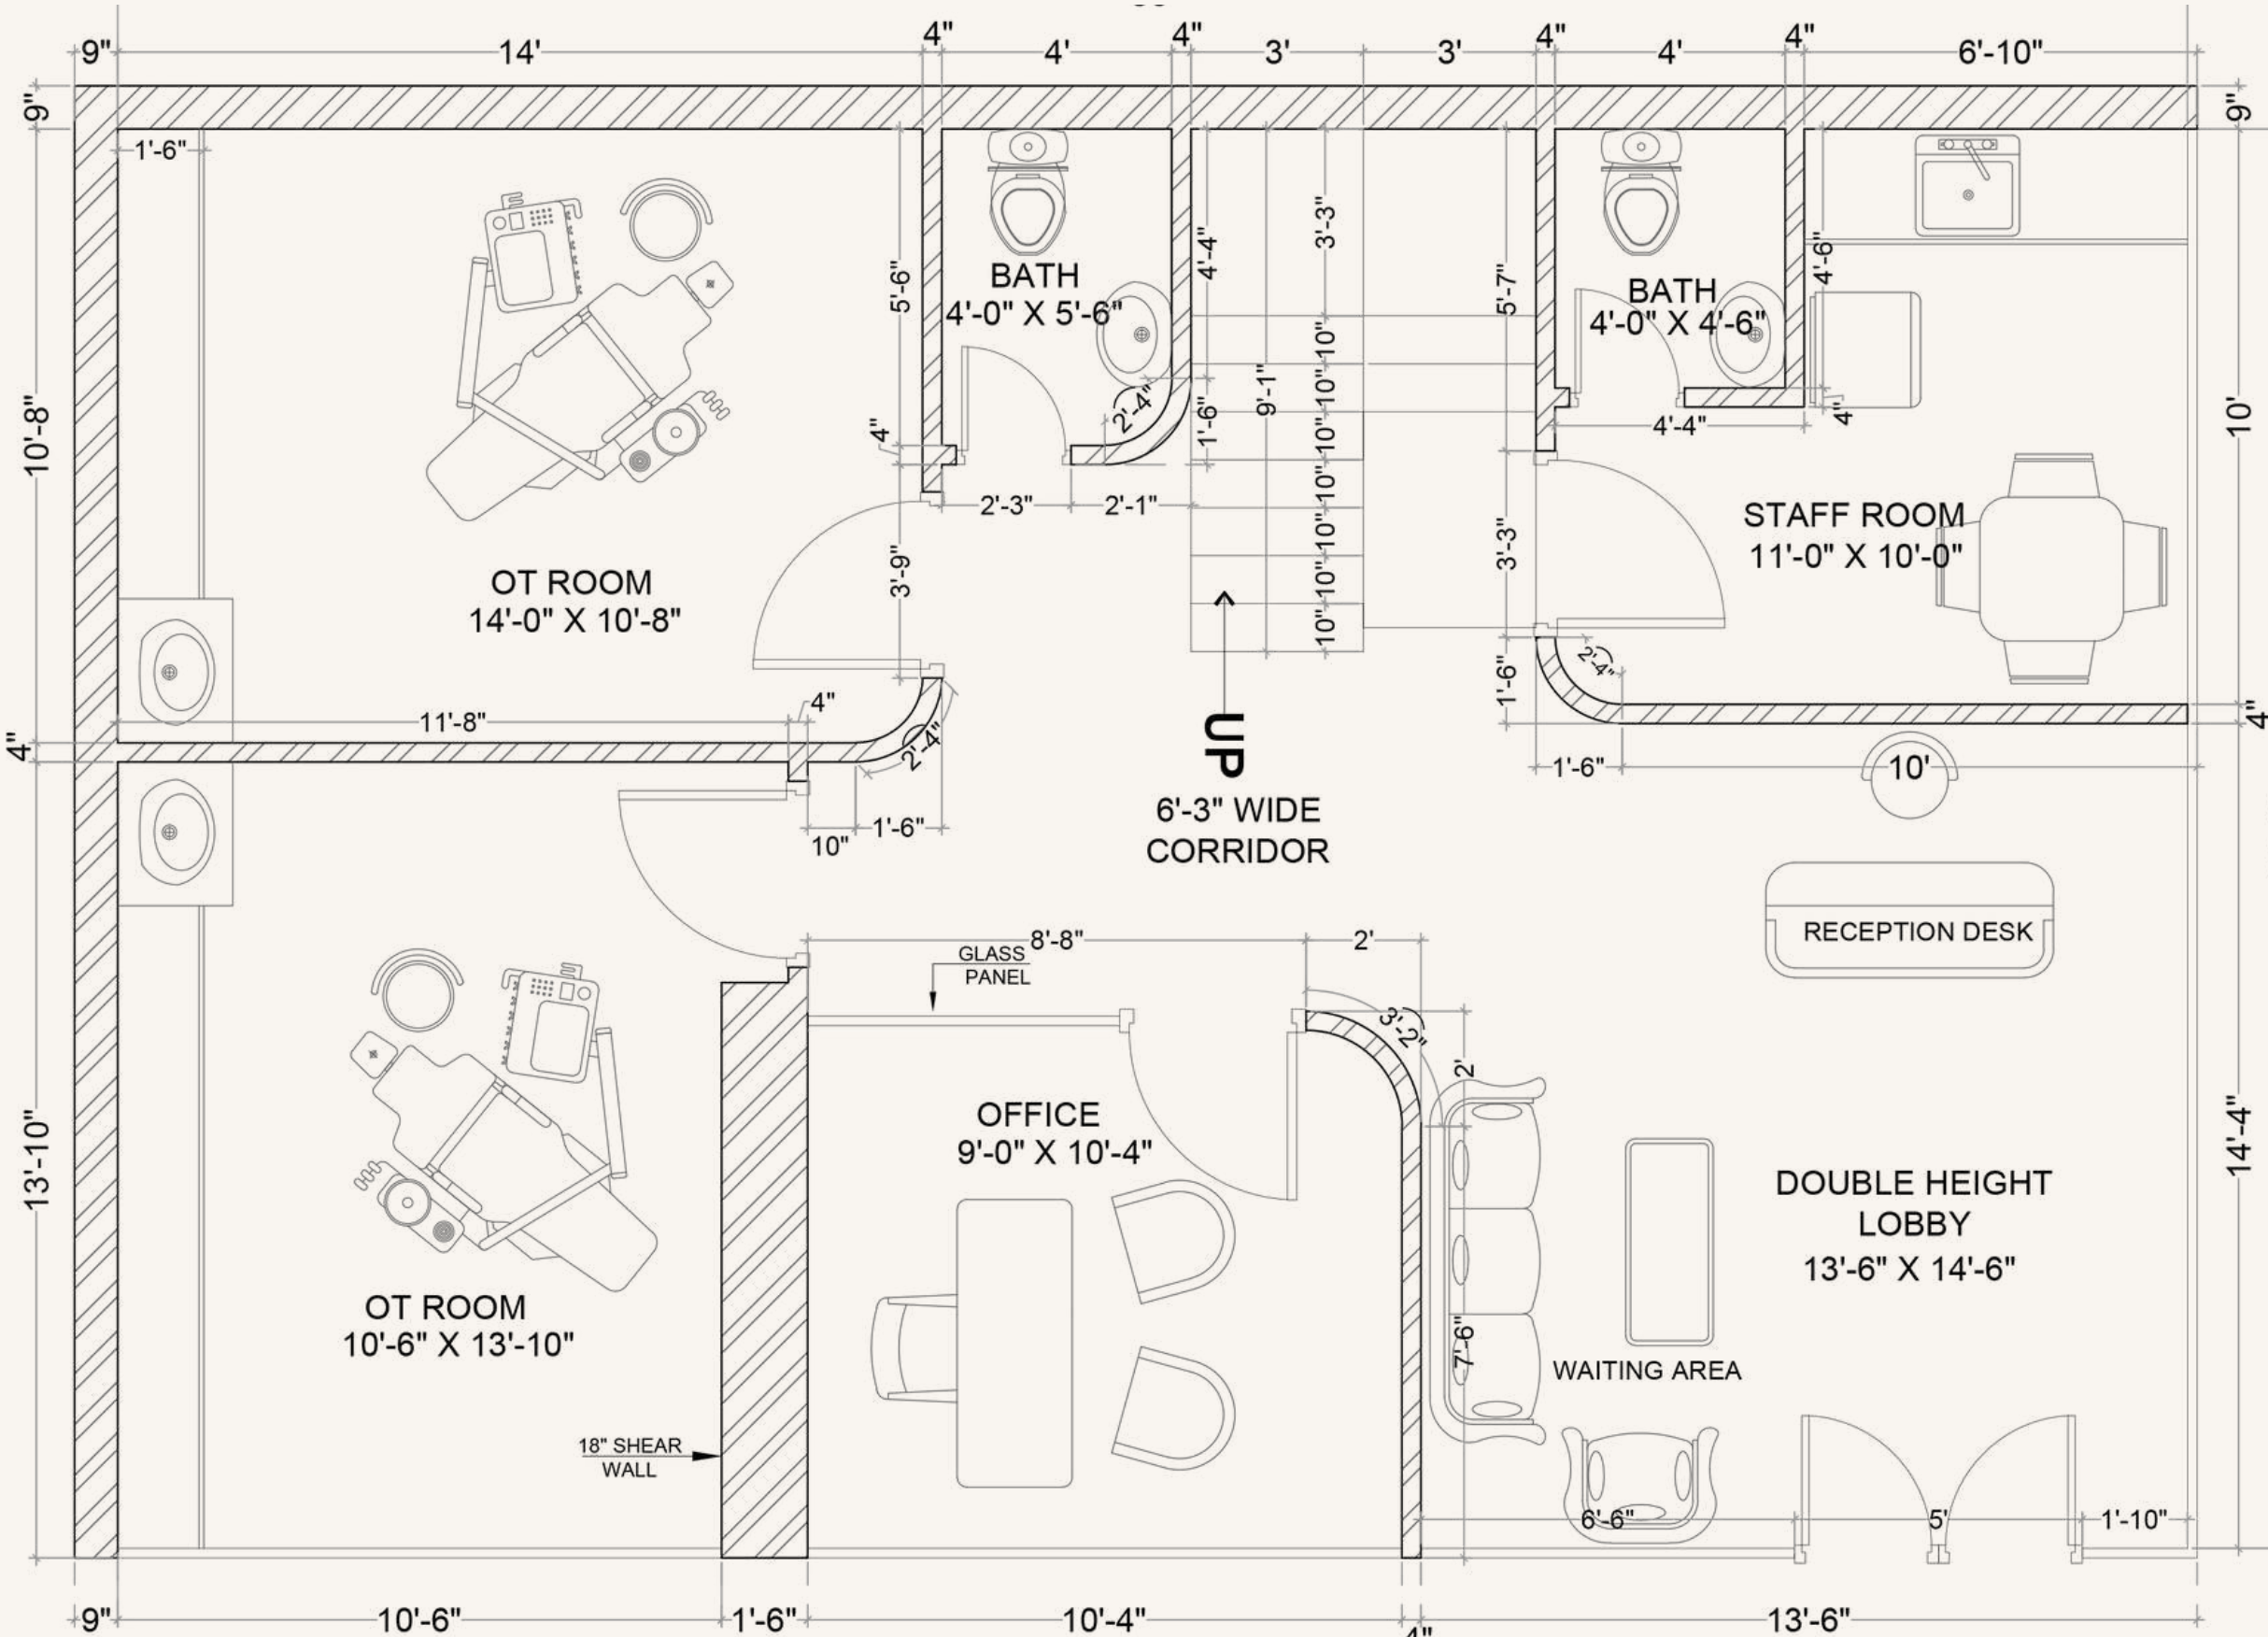 9" 14' 4" 4' 4" 3' 3' 4" 4' 4" 6'-10"
9"
9"
1'-6"
3'-3"
4'-4"
4'-6"
5'-6"
BATH
4'-0" X 5'-6"
5'-7"
BATH
4'-0" X 4'-6"
10"
10"
10"
10"
10"
10"
10"
9'-1"
2'-4"
1'-6"
4"
4'-4"
4"
10'-8"
10'
2'-3" 2'-1"
STAFF ROOM
11'-0" X 10'-0"
3'-9"
3'-3"
OT ROOM
14'-0" X 10'-8"
2'-4"
1'-6"
4"
11'-8"
4"
4"
2'-4"
UP
1'-6" 10'
6'-3" WIDE
CORRIDOR
10" 1'-6"
8'-8" 2'
GLASS
PANEL
RECEPTION DESK
3'-2"
2'
OFFICE
9'-0" X 10'-4"
13'-10"
14'-4"
DOUBLE HEIGHT
LOBBY
13'-6" X 14'-6"
OT ROOM
10'-6" X 13'-10"
7'-6"
WAITING AREA
18" SHEAR
WALL
6'-6" 5' 1'-10"
9" 10'-6" 1'-6" 10'-4" 4" 13'-6"